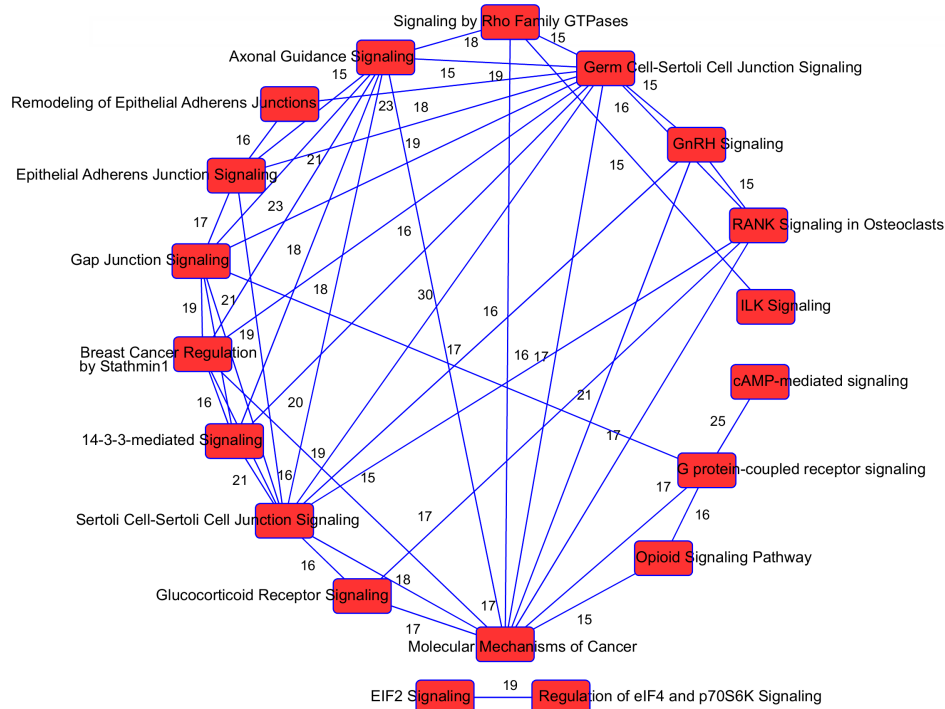 Signaling by Rho Family GTPases
18
15
Axonal Guidance Signaling
15
15
19
Germ Cell-Sertoli Cell Junction Signaling
15
Remodeling of Epithelial Adherens Junctions
23
18
16
16
19
GnRH Signaling
21
15
Epithelial Adherens Junction Signaling
15
23
17
16
RANK Signaling in Osteoclasts
18
Gap Junction Signaling
18
30
21
19
16
ILK Signaling
19
Breast Cancer Regulation
by Stathmin1
17
16
17
cAMP-mediated signaling
16
20
21
25
14-3-3-mediated Signaling
19
17
21
16
15
17
G protein-coupled receptor signaling
Sertoli Cell-Sertoli Cell Junction Signaling
17
16
16
Opioid Signaling Pathway
18
Glucocorticoid Receptor Signaling
17
17
15
Molecular Mechanisms of Cancer
EIF2 Signaling
19
Regulation of eIF4 and p70S6K Signaling